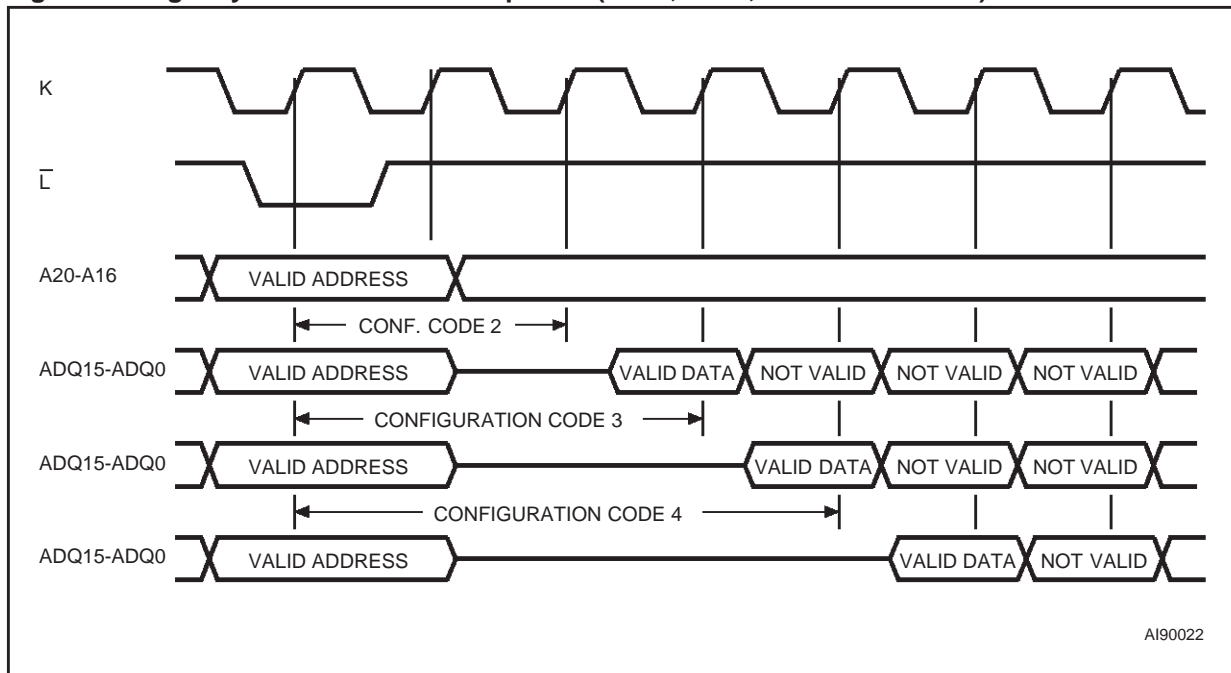 K
L
A20-A16
VALID ADDRESS
CONF. CODE 2
ADQ15-ADQ0
VALID ADDRESS
VALID DATA
NOT VALID
NOT VALID
NOT VALID
CONFIGURATION CODE 3
ADQ15-ADQ0
VALID ADDRESS
VALID DATA
NOT VALID
NOT VALID
CONFIGURATION CODE 4
ADQ15-ADQ0
VALID ADDRESS
VALID DATA
NOT VALID
AI90022